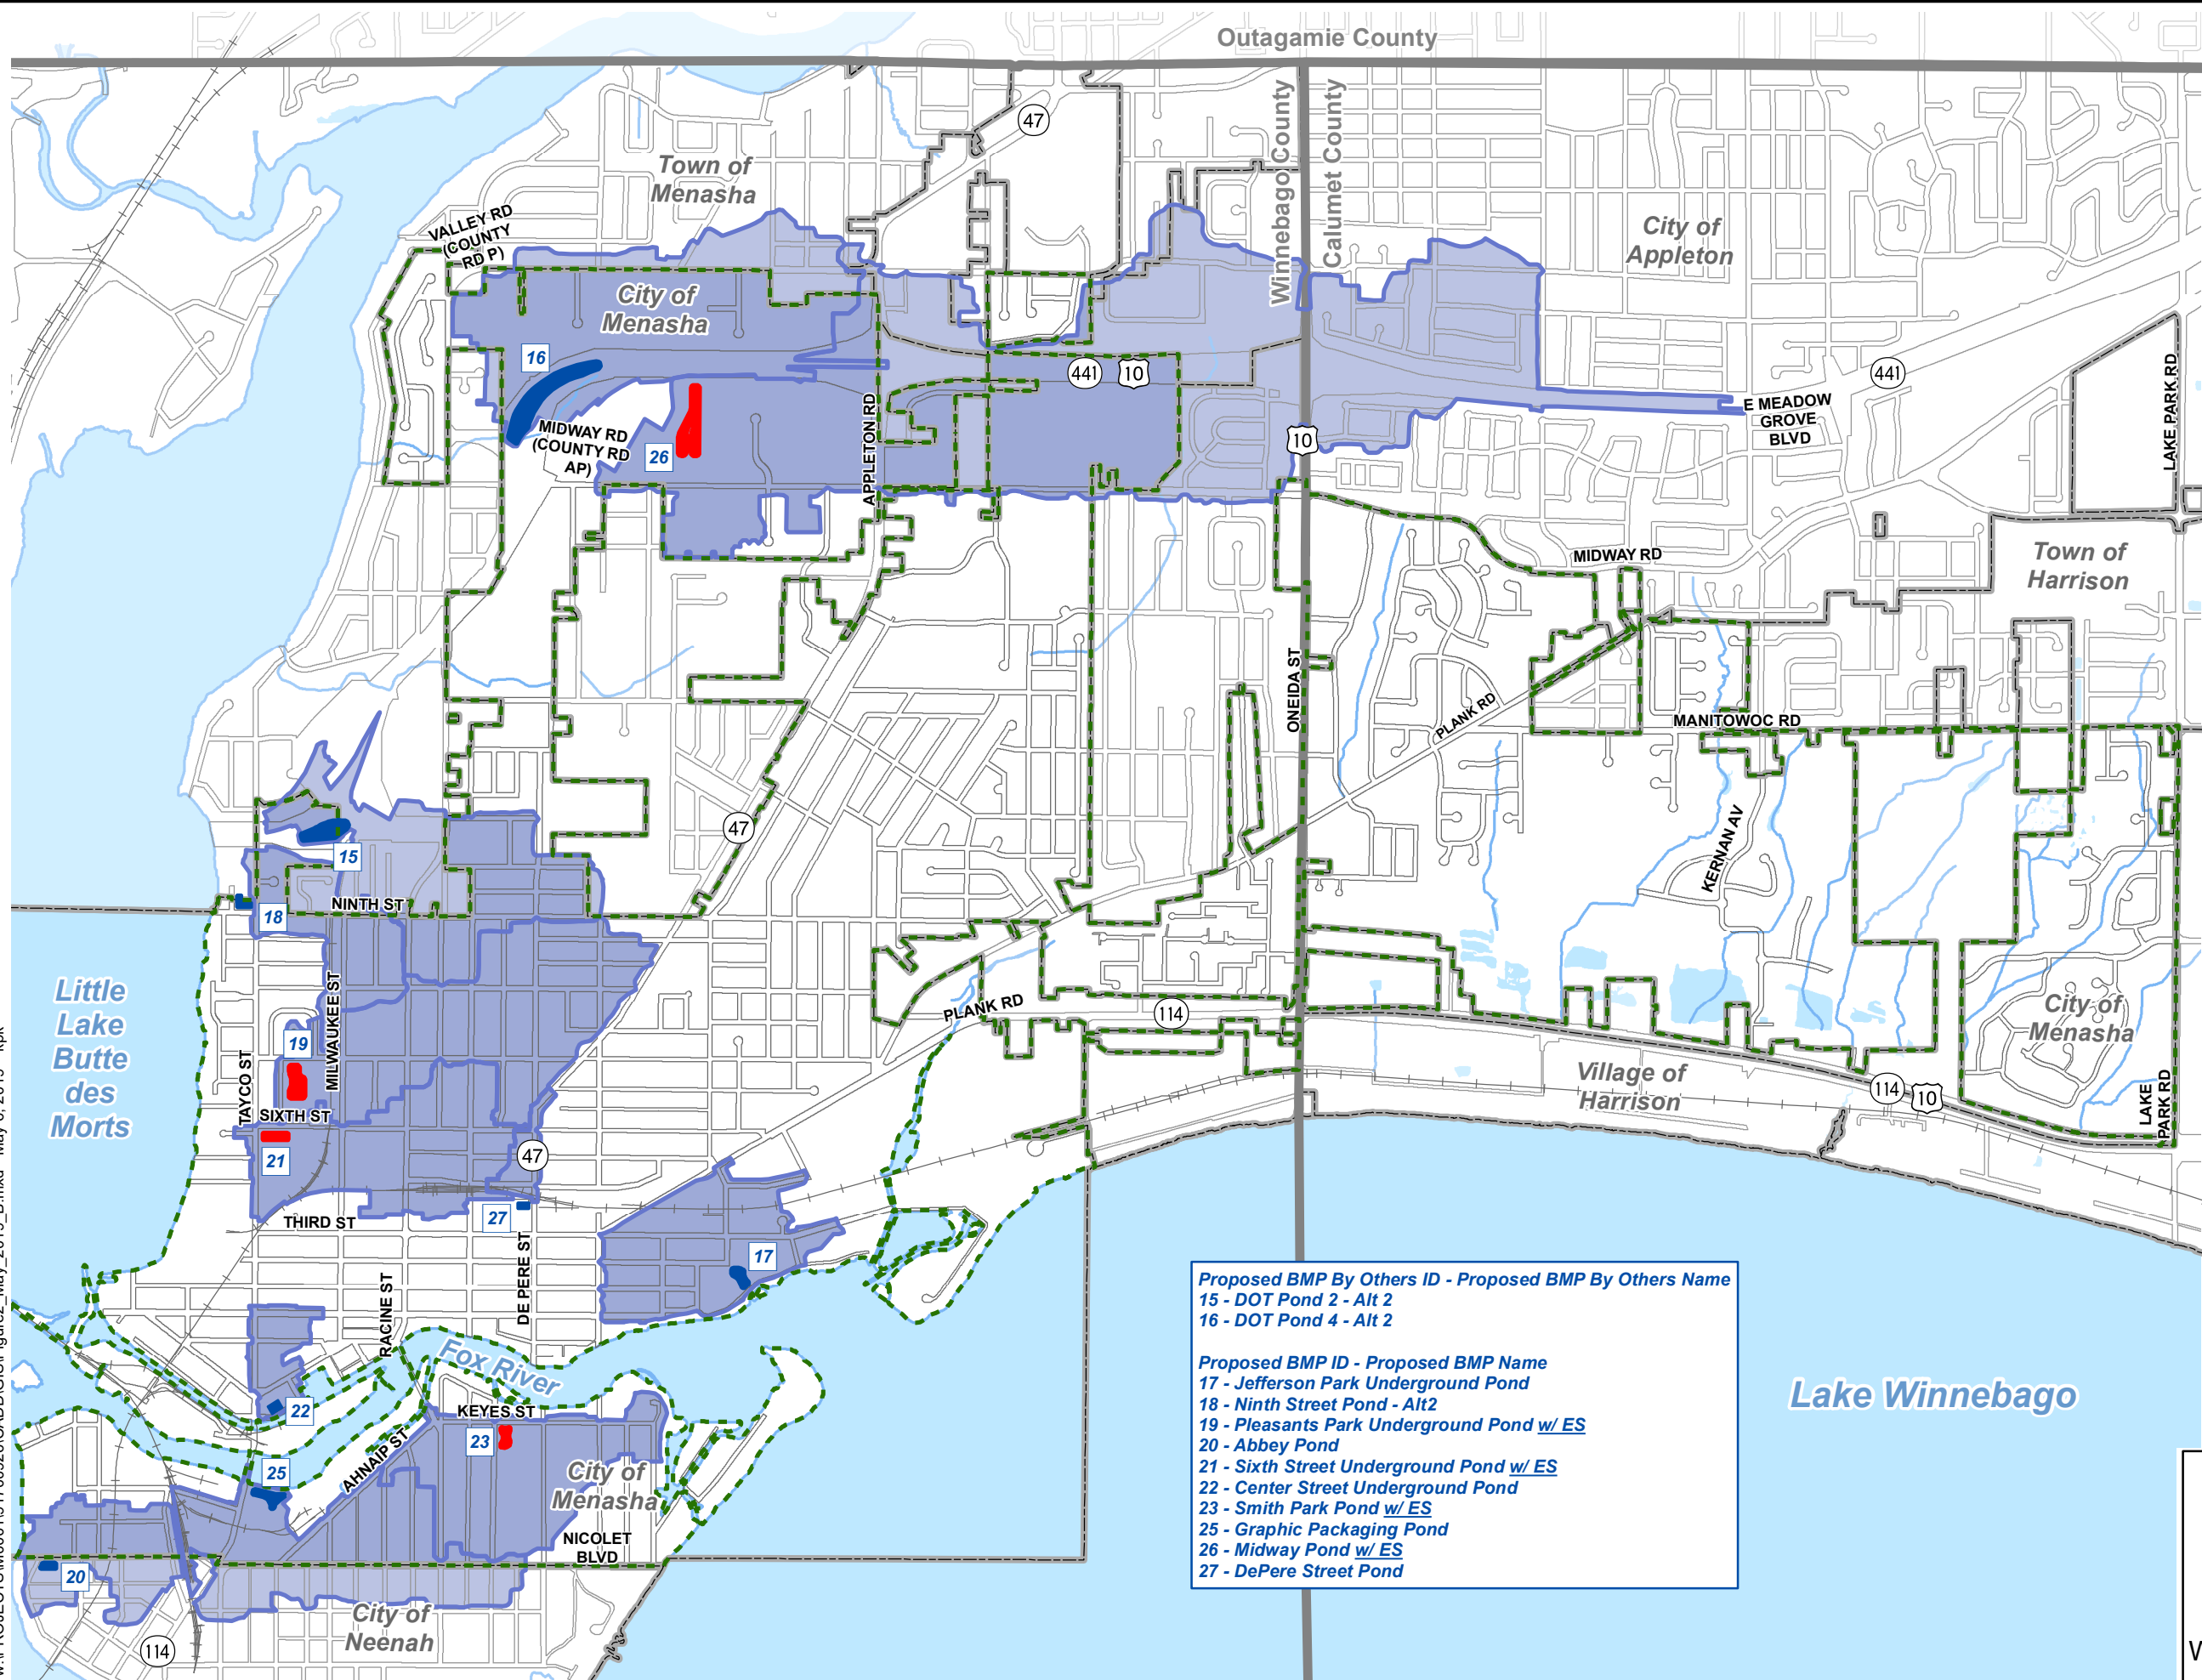 Outagamie County
Winnebago County
Calumet County
47
Town of
Menasha
VALLEY RD
(COUNTY
RD P)
City of
Appleton
City of
Menasha
16
441
10
441
LAKE PARK RD
E MEADOW
GROVE
BLVD
APPLETON RD
MIDWAY RD
(COUNTY RD
AP)
26
10
MIDWAY RD
Town of
Harrison
ONEIDA ST
PLANK RD
MANITOWOC RD
47
KERNAN AV
15
NINTH ST
18
Little
Lake
Butte
des
Morts
MILWAUKEE ST
19
TAYCO ST
SIXTH ST
21
PLANK RD
114
City of
Menasha
Village of
Harrison
114
10
LAKE
PARK RD
47
27
THIRD ST
DE PERE ST
17
RACINE ST
Fox River
22
KEYES ST
23
AHNAIP ST
25
City of
Menasha
NICOLET
BLVD
20
City of
Neenah
114
Lake Winnebago
Proposed BMP By Others ID - Proposed BMP By Others Name
15 - DOT Pond 2 - Alt 2
16 - DOT Pond 4 - Alt 2
Proposed BMP ID - Proposed BMP Name
17 - Jefferson Park Underground Pond
18 - Ninth Street Pond - Alt2
19 - Pleasants Park Underground Pond w/ ES
20 - Abbey Pond
21 - Sixth Street Underground Pond w/ ES
22 - Center Street Underground Pond
23 - Smith Park Pond w/ ES
25 - Graphic Packaging Pond
26 - Midway Pond w/ ES
27 - DePere Street Pond